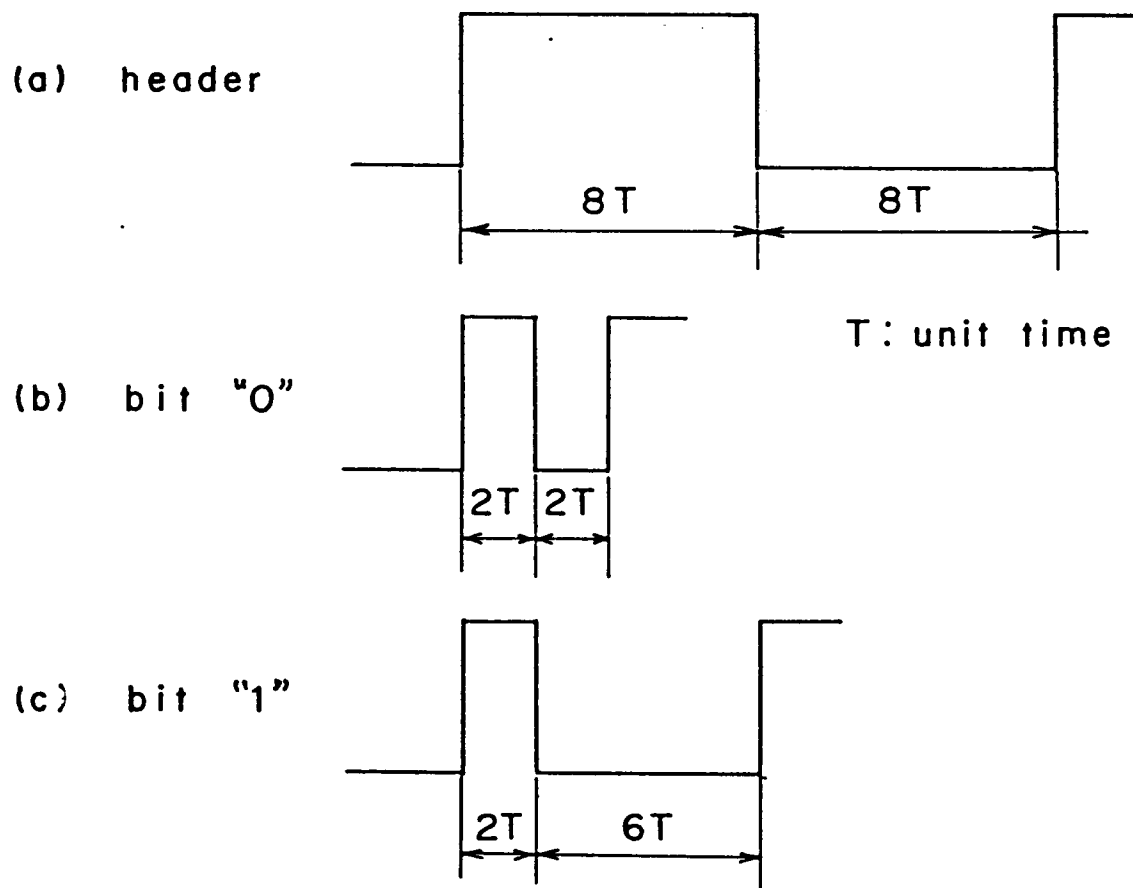 (a) header
8T 8T
T: unit time
(b) bit "0"
2T 2T
(c) bit "1"
2T 6T